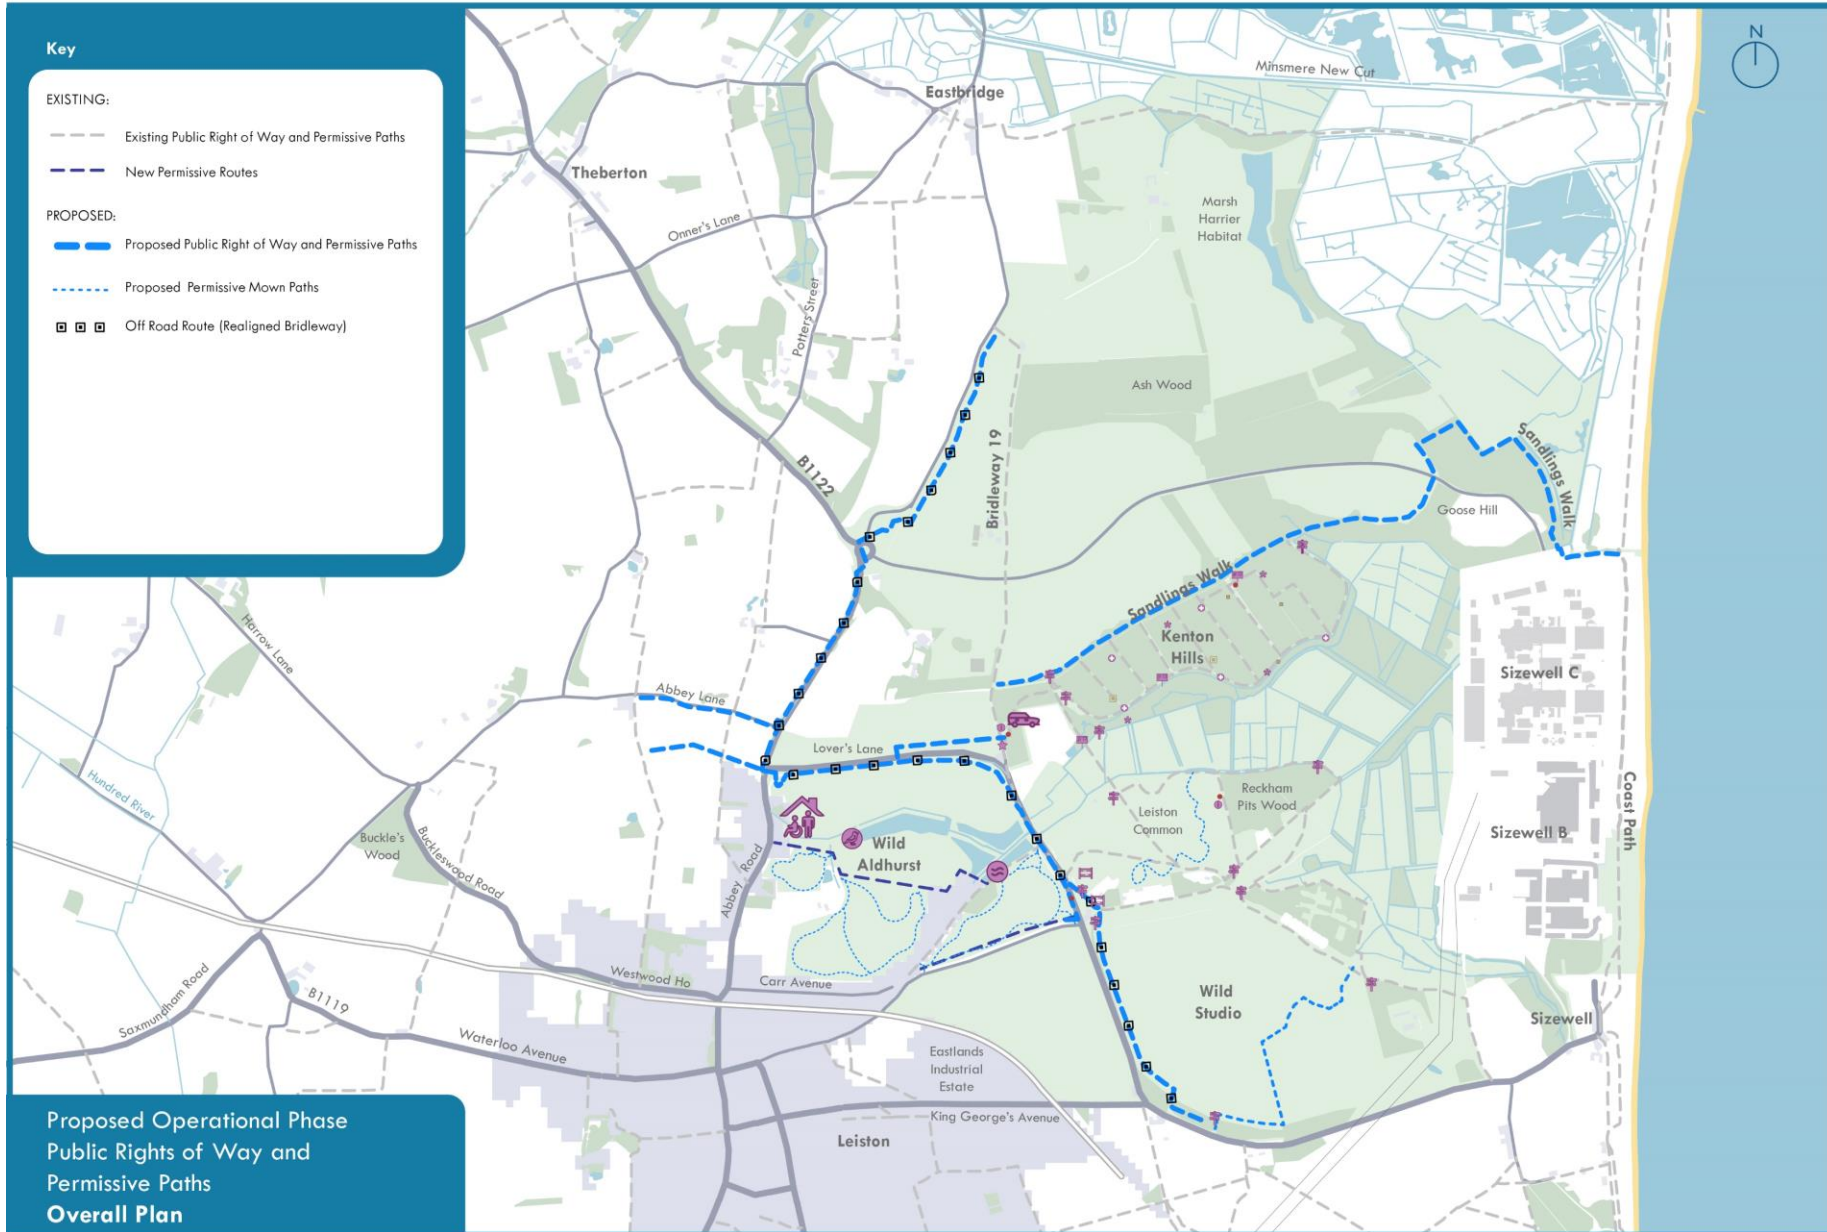 Key
EXISTING:
Existing Public Right of Way and Permissive Paths
New Permissive Routes
PROPOSED:
Proposed Public Right of Way and Permissive Paths
Proposed Permissive Mown Paths
Off Road Route (Realigned Bridleway)
N
Minsmere New Cut
Eastbridge
Theberton
Marsh
Harrier
Habitat
Onner's Lane
Potters Street
Ash Wood
B1122
Bridleway 19
Sandlings Walk
Sandlings Walk
Goose Hill
Kenton
Hills
Harrow Lane
Abbey Lane
Lover's Lane
Sizewell C
Hundred River
Buckle's
Wood
Buckleswood Road
Abbey Road
Wild
Aldhurst
Leiston
Common
Reckham
Pits Wood
Sizewell B
Coast Path
Westwood Ho
Carr Avenue
Wild
Studio
Saxmundham Road
B1119
Waterloo Avenue
Sizewell
Eastlands
Industrial
Estate
King George's Avenue
Leiston
Proposed Operational Phase
Public Rights of Way and
Permissive Paths
Overall Plan